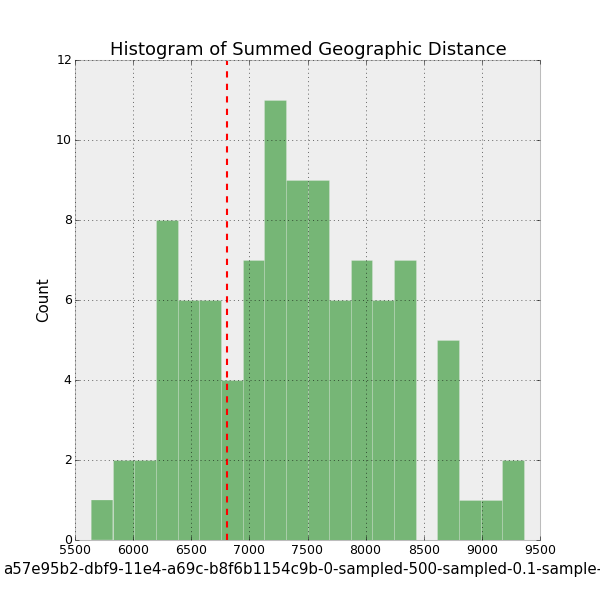 Histogram of Summed Geographic Distance
12
10
8
6
4
2
0
Count
5500 6000 6500 7000 7500 8000 8500 9000 9500
a57e95b2-dbf9-11e4-a69c-b8f6b1154c9b-0-sampled-500-sampled-0.1-sample-